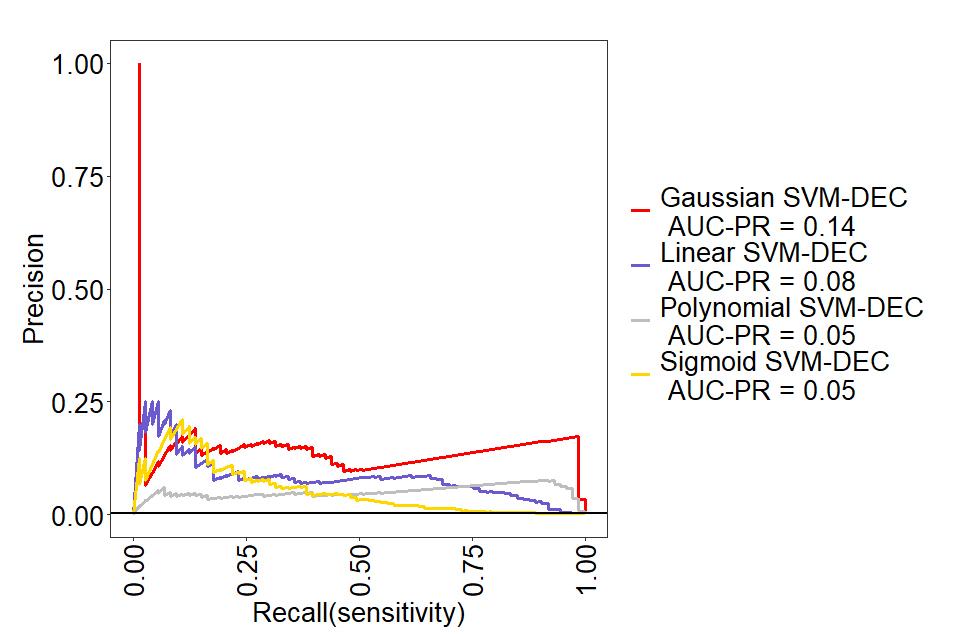 1.00
0.75
0.50
0.25
0.00
Precision
0.00
0.25
0.50
0.75
1.00
Recall(sensitivity)
Gaussian SVM-DEC
AUC-PR = 0.14
Linear SVM-DEC
AUC-PR = 0.08
Polynomial SVM-DEC
AUC-PR = 0.05
Sigmoid SVM-DEC
AUC-PR = 0.05